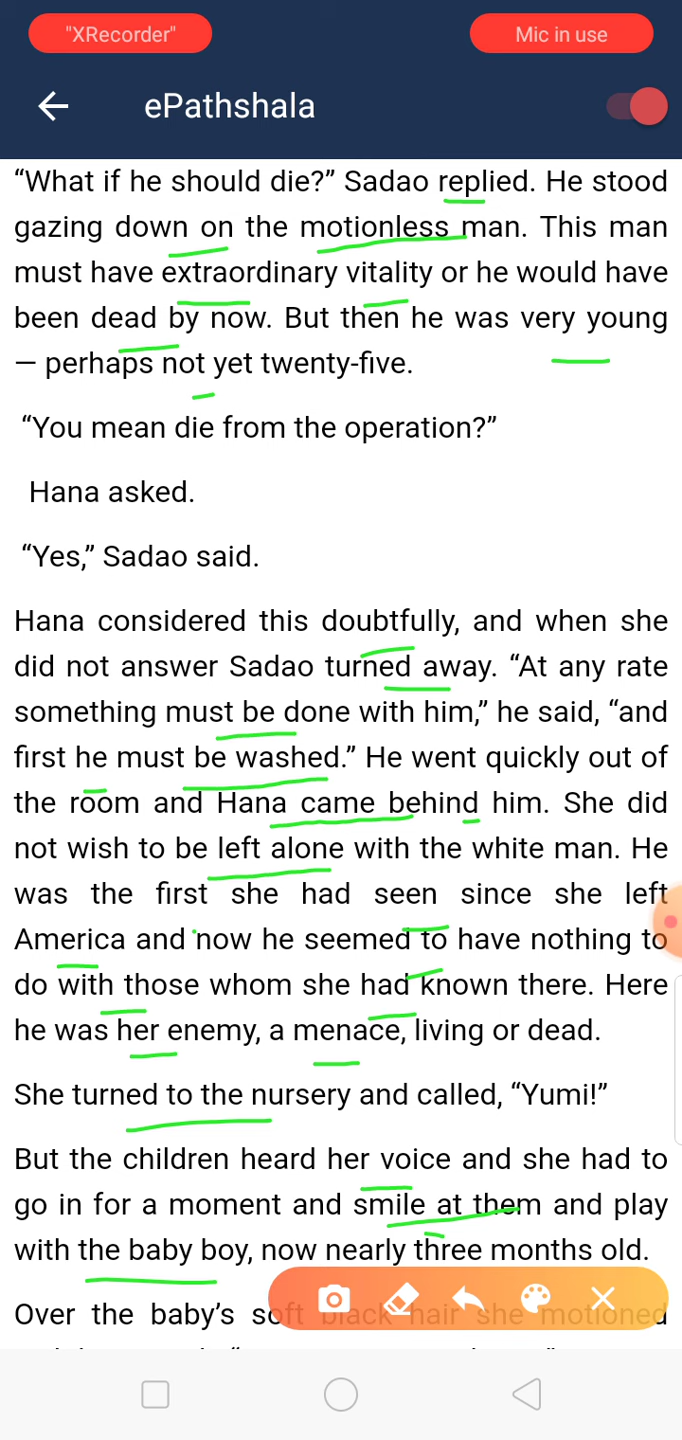 "XRecorder"
Mic in use
ePathshala
“What if he should die?” Sadao replied. He stood
gazing down on the motionless man. This man
must have extraordinary vitality or he would have
been dead by now. But then he was very young
— perhaps not yet twenty-five.
“You mean die from the operation?”
Hana asked.
“Yes,” Sadao said.
Hana considered this doubtfully, and when she
did not answer Sadao turned away. “At any rate
something must be done with him,” he said, “and
first he must be washed.” He went quickly out of
the room and Hana came behind him. She did
not wish to be left alone with the white man. He
was the first she had seen since she left
America and now he seemed to have nothing to
do with those whom she had known there. Here
he was her enemy, a menace, living or dead.
She turned to the nursery and called, “Yumi!”
But the children heard her voice and she had to
go in for a moment and smile at them and play
with the baby boy, now nearly three months old.
Over the baby’s soft black hair she motioned